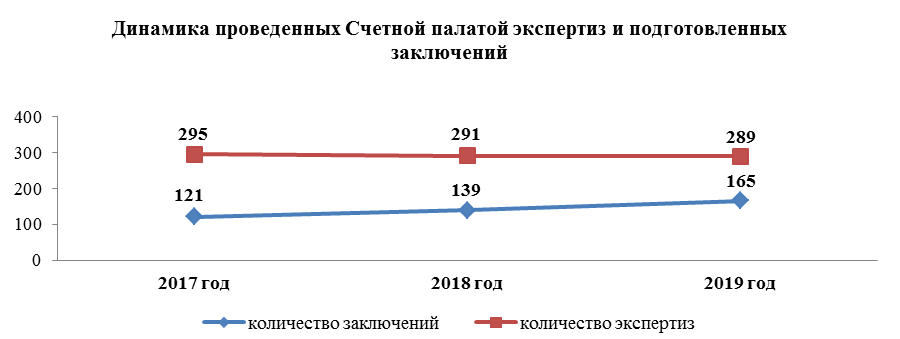 Динамика проведенных Счетной палатой экспертиз и подготовленных
заключений
400
300
200
100
0
295
291
289
121
139
165
2017 год
2018 год
2019 год
количество заключений
количество экспертиз